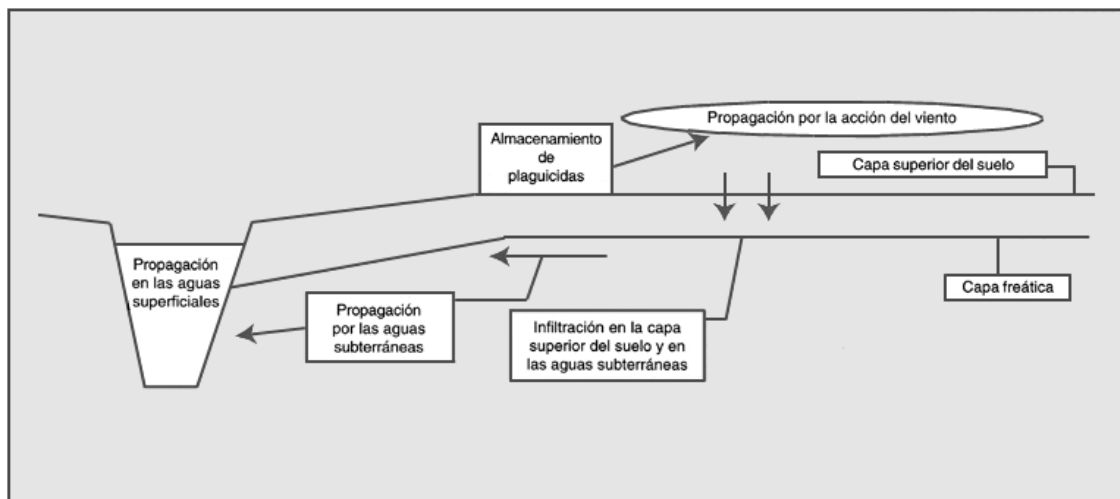 Propagación por la acción del viento
Almacenamiento
de
plaguicidas
Capa superior del suelo
Propagación
en las aguas
superficiales
Capa freática
Propagación
por las aguas
subterráneas
Infiltración en la capa
superior del suelo y en
las aguas subterráneas